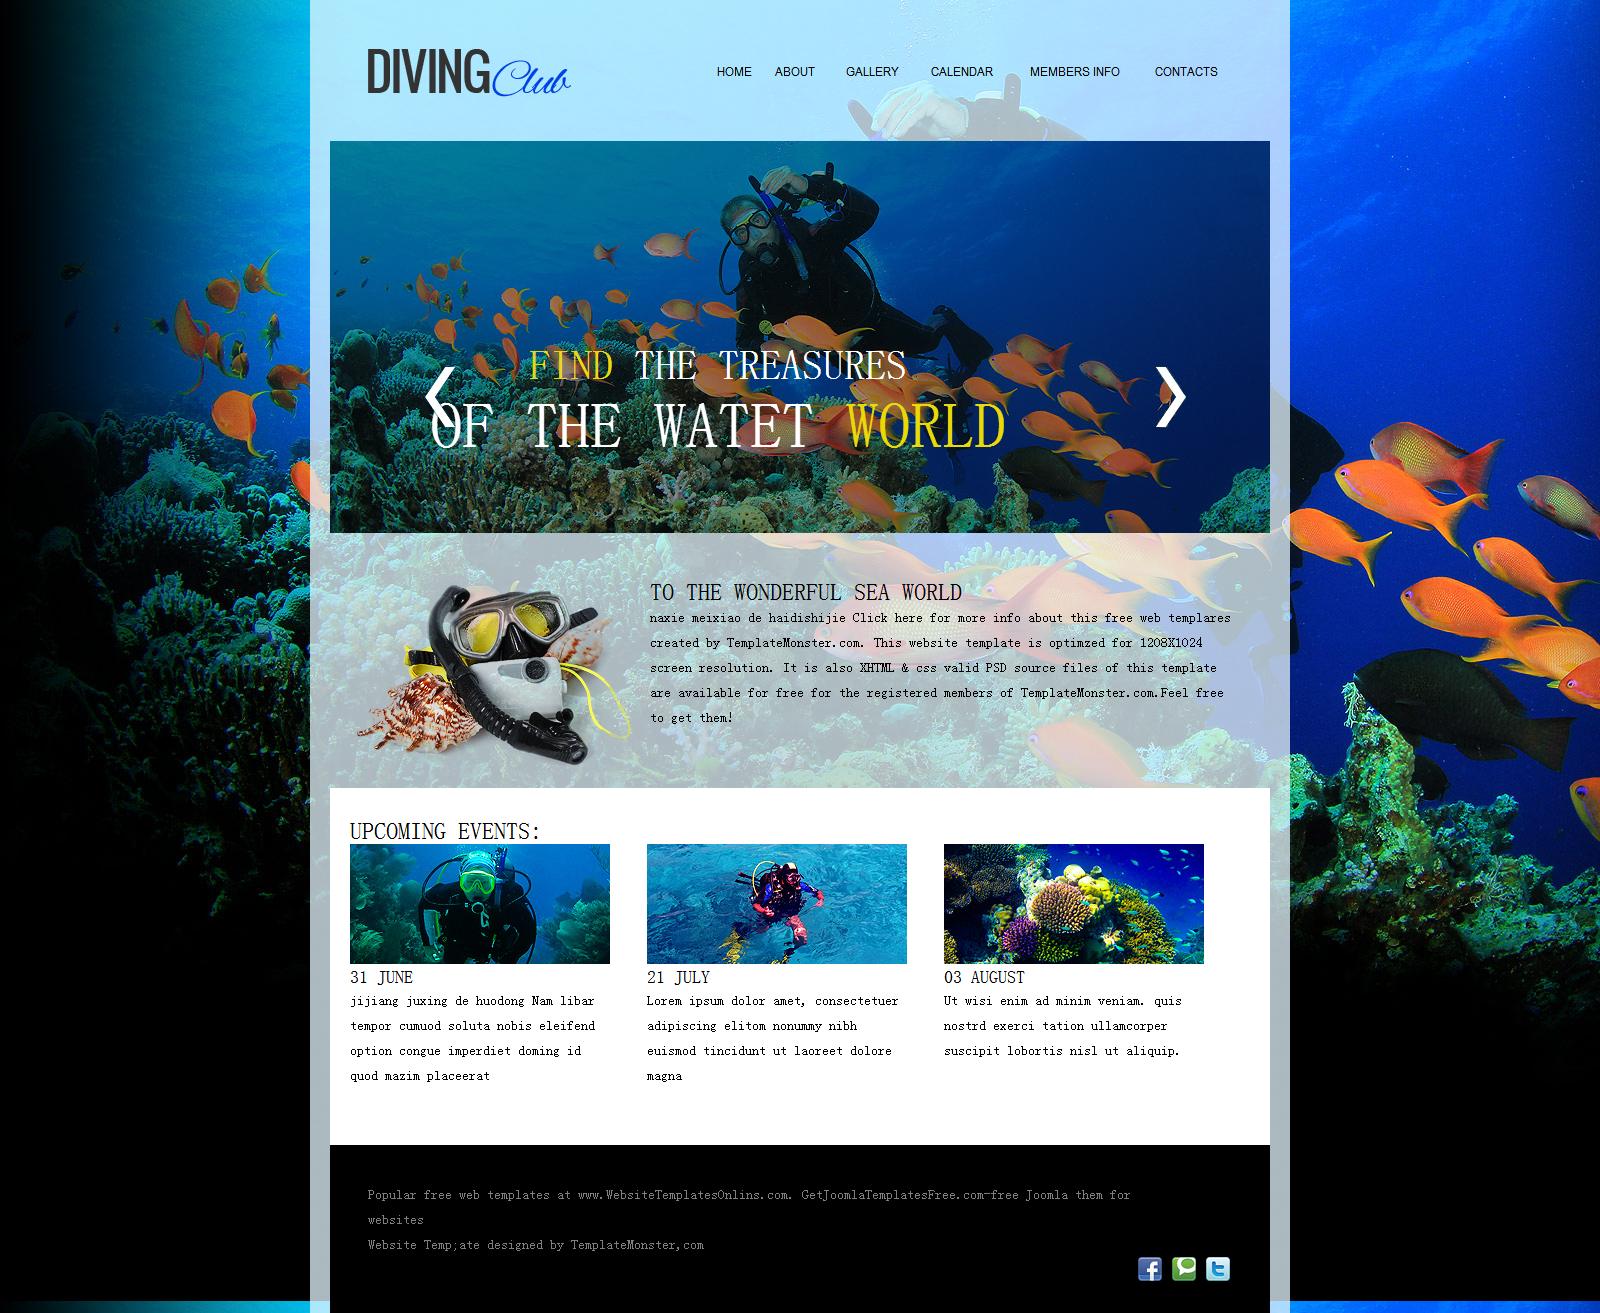 DIVING Club
HOME ABOUT GALLERY CALENDAR MEMBERS INFO CONTACTS
FIND THE TREASURES
OF THE WATET WORLD
TO THE WONDERFUL SEA WORLD
naxie meixiao de haidishijie Click here for more info about this free web templares
created by TemplateMonster.com. This website template is optimzed for 1208X1024
screen resolution. It is also XHTML & css valid PSD source files of this template
are available for free for the registered members of TemplateMonster.com.Feel free
to get them!
UPCOMING EVENTS:
31 JUNE
jijiang juxing de huodong Nam libar
tempor cumuod soluta nobis eleifend
option congue imperdiet doming id
quod mazim placeerat
21 JULY
Lorem ipsum dolor amet, consectetuer
adipiscing elitom nonummy nibh
euismod tincidunt ut laoreet dolore
magna
03 AUGUST
Ut wisi enim ad minim veniam. quis
nostrd exerci tation ullamcorper
suscipit lobortis nisl ut aliquip.
Popular free web templates at www.WebsiteTemplatesOnlins.com. GetJoomlaTemplatesFree.com-free Joomla them for
websites
Website Temp;ate designed by TemplateMonster,com